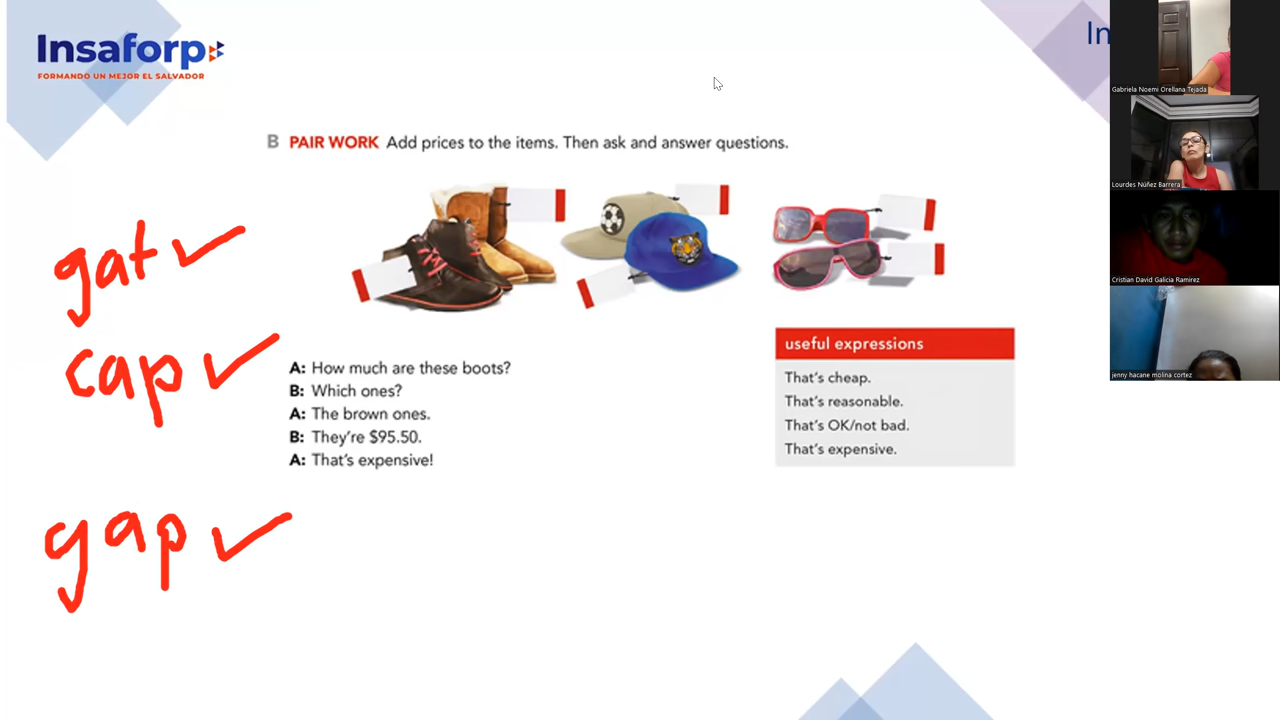 Insaforp
FORMANDO UN MEJOR EL SALVADOR
In
B PAIR WORK Add prices to the items. Then ask and answer questions.
gat ✓
cap ✓
gap ✓
A: How much are these boots?
B: Which ones?
A: The brown ones.
B: They're $95.50.
A: That's expensive!
useful expressions
That's cheap.
That's reasonable.
That's OK/not bad.
That's expensive.
Gabriela Noemi Orellana Tejada
Lourdes Núñez Barrera
Cristian David Galicia Ramírez
jenny hacane molina cortez